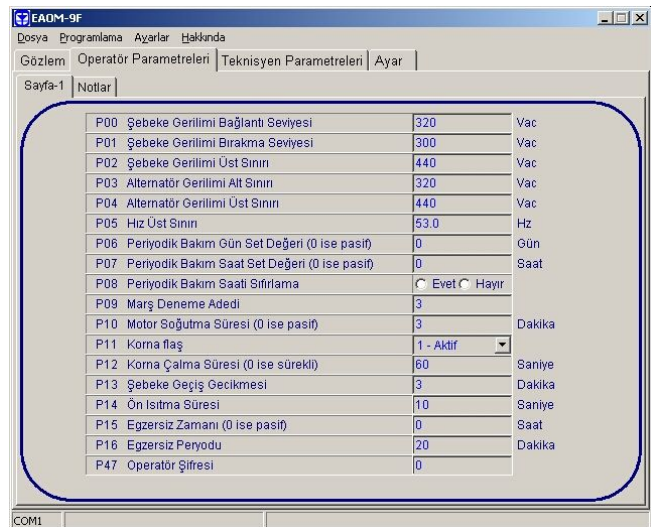 EAOM-9F
Dosya Programlama Ayarlar Hakkında
Gözlem Operatör Parametreleri Teknisyen Parametreleri Ayar
Sayfa-1 Notlar
P00 Şebeke Gerilimi Bağlantı Seviyesi 320 Vac
P01 Şebeke Gerilimi Bırakma Seviyesi 300 Vac
P02 Şebeke Gerilimi Üst Sınırı 440 Vac
P03 Alternatör Gerilimi Alt Sınırı 320 Vac
P04 Alternatör Gerilimi Üst Sınırı 440 Vac
P05 Hız Üst Sınırı 53.0 Hz
P06 Periyodik Bakım Gün Set Değeri (0 ise pasif) 0 Gün
P07 Periyodik Bakım Saat Set Değeri (0 ise pasif) 0 Saat
P08 Periyodik Bakım Saati Sıfırlama Evet Hayır
P09 Marş Deneme Adedi 3
P10 Motor Soğutma Süresi (0 ise pasif) 3 Dakika
P11 Korna flaş 1 - Aktif
P12 Korna Çalma Süresi (0 ise sürekli) 60 Saniye
P13 Şebeke Geçiş Gecikmesi 3 Dakika
P14 Ön Isıtma Süresi 10 Saniye
P15 Egzersiz Zamanı (0 ise pasif) 0 Saat
P16 Egzersiz Peryodu 20 Dakika
P47 Operatör Şifresi 0
COM1